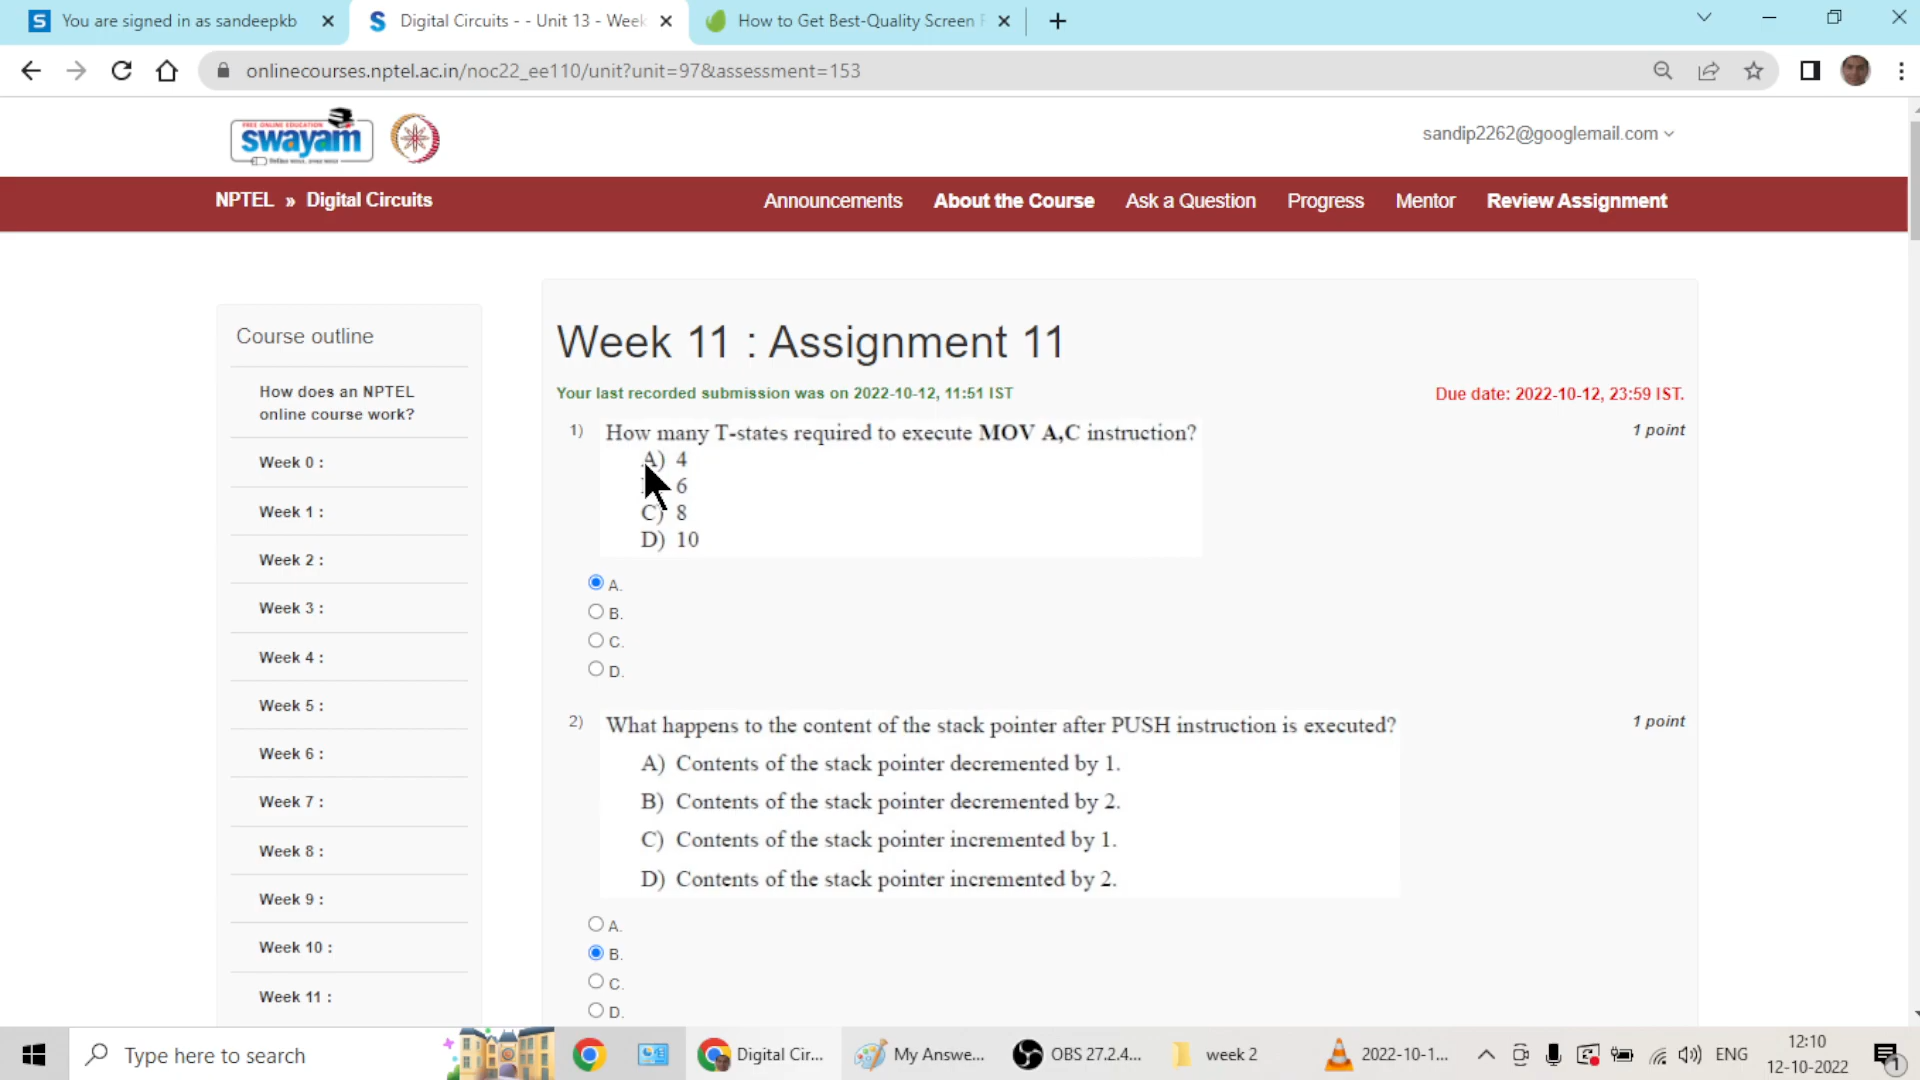 You are signed in as sandeepkb
Digital Circuits - - Unit 13 - Week
How to Get Best-Quality Screen
onlinecourses.nptel.ac.in/noc22_ee110/unit?unit=97&assessment=153
FREE ONLINE EDUCATION
swayam
sandip2262@googlemail.com
NPTEL » Digital Circuits
Announcements About the Course Ask a Question Progress Mentor Review Assignment
Course outline
How does an NPTEL
online course work?
Week 0 :
Week 1 :
Week 2 :
Week 3 :
Week 4 :
Week 5 :
Week 6 :
Week 7 :
Week 8 :
Week 9 :
Week 10 :
Week 11 :
Week 11 : Assignment 11
Your last recorded submission was on 2022-10-12, 11:51 IST
Due date: 2022-10-12, 23:59 IST.
1) How many T-states required to execute MOV A,C instruction?
1 point
A) 4
6
C) 8
D) 10
A.
B.
C.
D.
2) What happens to the content of the stack pointer after PUSH instruction is executed?
1 point
A) Contents of the stack pointer decremented by 1.
B) Contents of the stack pointer decremented by 2.
C) Contents of the stack pointer incremented by 1.
D) Contents of the stack pointer incremented by 2.
A.
B.
C.
D.
Type here to search
Digital Cir...
My Answe...
OBS 27.2.4...
week 2
2022-10-1...
ENG
12:10
12-10-2022
1